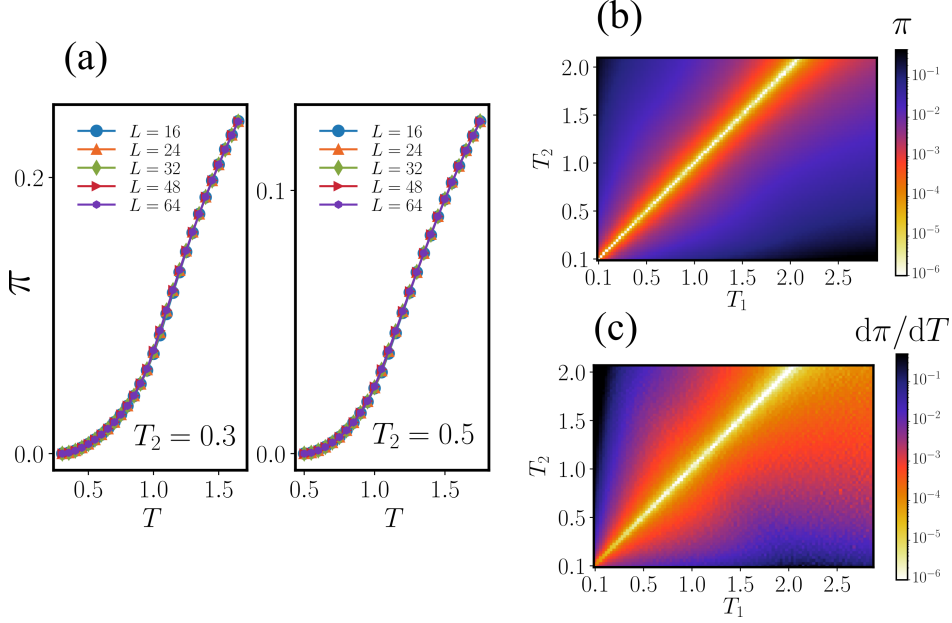 (a)
π
0.2
0.0
L = 16
L = 24
L = 32
L = 48
L = 64
T₂ = 0.3
0.5 1.0 1.5
T
0.1
0.0
L = 16
L = 24
L = 32
L = 48
L = 64
T₂ = 0.5
0.5 1.0 1.5
T
(b)
π
T₂
2.0
1.5
1.0
0.5
0.1
0.1 0.5 1.0 1.5 2.0 2.5
T₁
10⁻¹
10⁻²
10⁻³
10⁻⁴
10⁻⁵
10⁻⁶
(c)
dπ/dT
T₂
2.0
1.5
1.0
0.5
0.1
0.1 0.5 1.0 1.5 2.0 2.5
T₁
10⁻¹
10⁻²
10⁻³
10⁻⁴
10⁻⁵
10⁻⁶